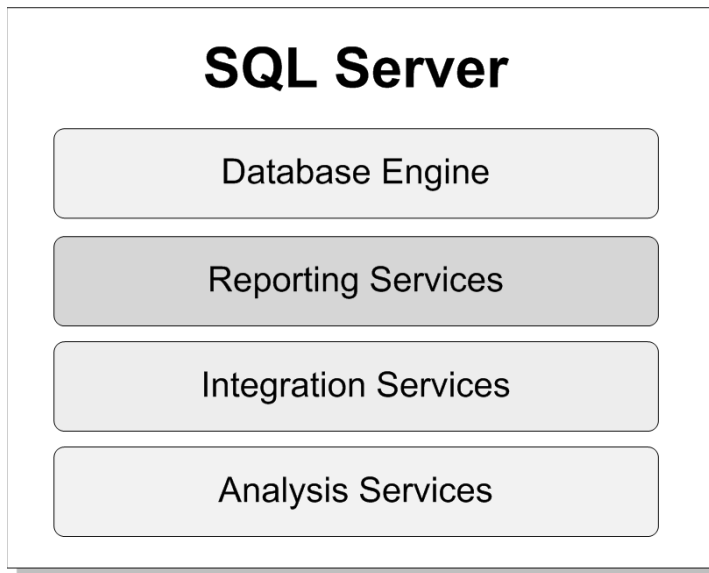 SQL Server
Database Engine
Reporting Services
Integration Services
Analysis Services